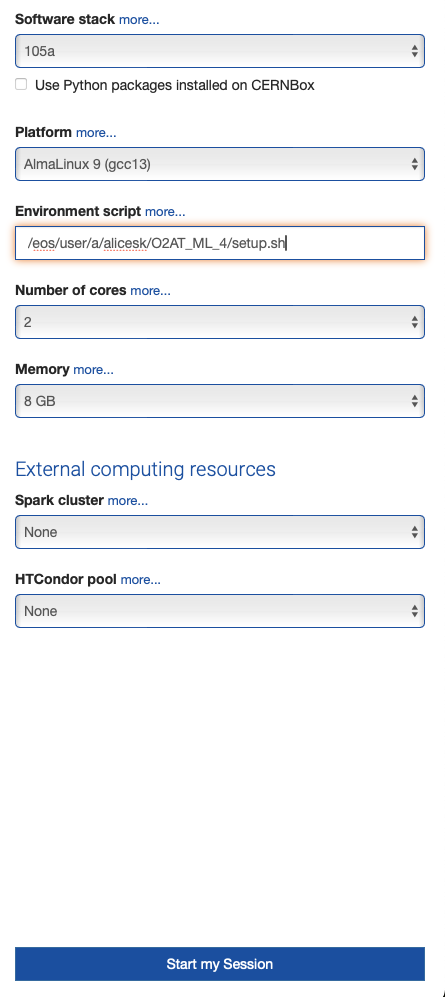 Software stack more...
105a
Use Python packages installed on CERNBox
Platform more...
AlmaLinux 9 (gcc13)
Environment script more...
/eos/user/a/alicesk/O2AT_ML_4/setup.sh
Number of cores more...
2
Memory more...
8 GB
External computing resources
Spark cluster more...
None
HTCondor pool more...
None
Start my Session